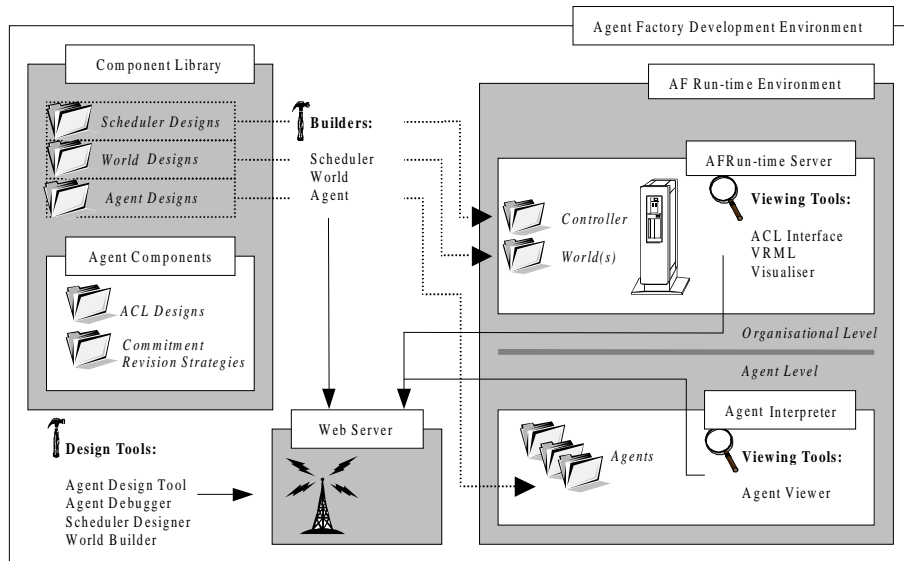 Agent Factory Development Environment
Component Library
Scheduler Designs
World Designs
Agent Designs
Agent Components
ACL Designs
Commitment
Revision Strategies
Builders:
Scheduler
World
Agent
AF Run-time Environment
AFRun-time Server
Controller
World(s)
Viewing Tools:
ACL Interface
VRML
Visualiser
Organisational Level
Agent Level
Agent Interpreter
Agents
Viewing Tools:
Agent Viewer
Web Server
Design Tools:
Agent Design Tool
Agent Debugger
Scheduler Designer
World Builder